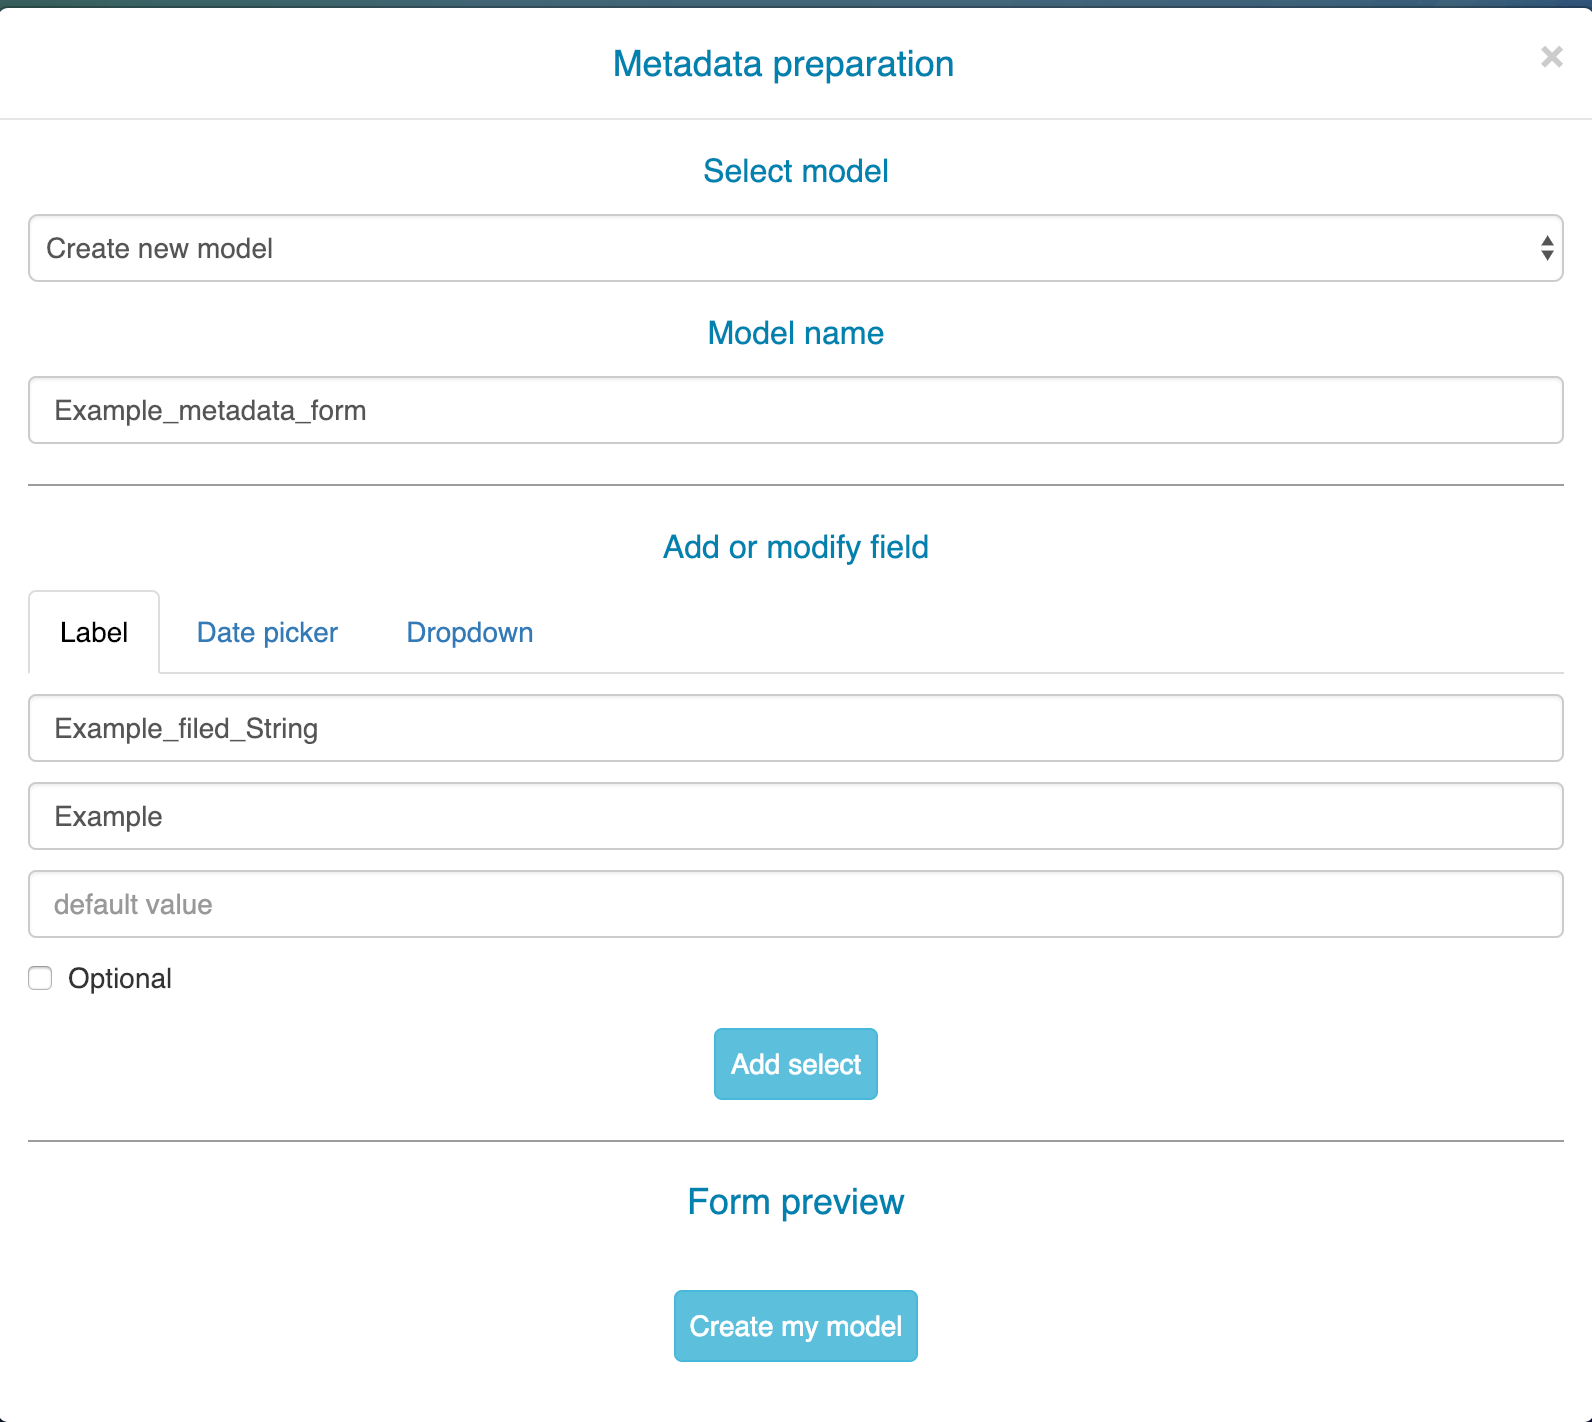 Metadata preparation
×
Select model
Create new model
Model name
Example_metadata_form
Add or modify field
Label Date picker Dropdown
Example_filed_String
Example
default value
Optional
Add select
Form preview
Create my model